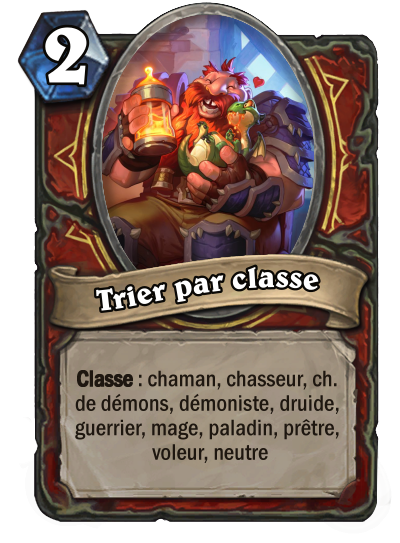 2
Trier par classe
Classe : chaman, chasseur, ch.
de démons, démoniste, druide,
guerrier, mage, paladin, prêtre,
voleur, neutre